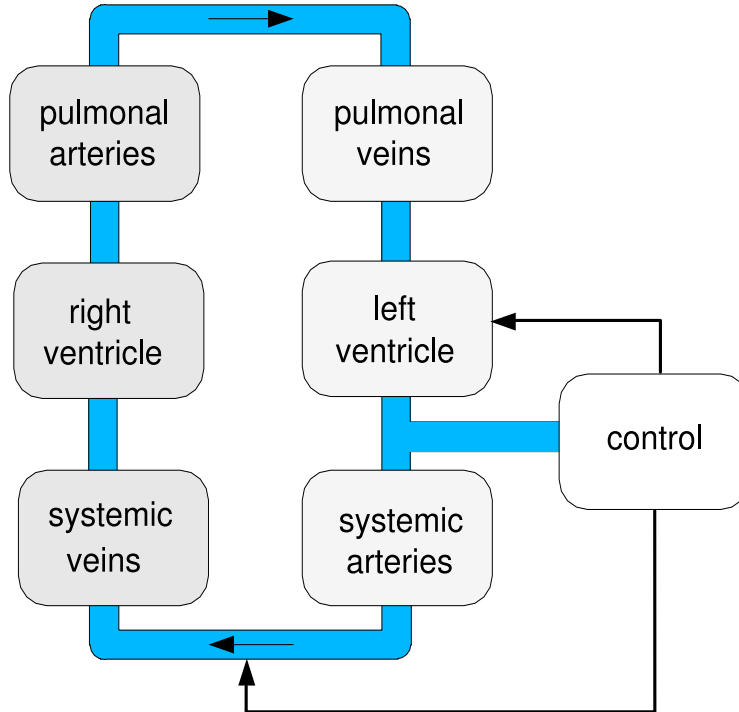 pulmonal
arteries
pulmonal
veins
right
ventricle
left
ventricle
control
systemic
veins
systemic
arteries